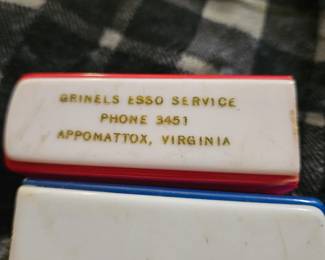 GRINELS ESSO SERVICE
PHONE 3451
APPOMATTOX, VIRGINIA